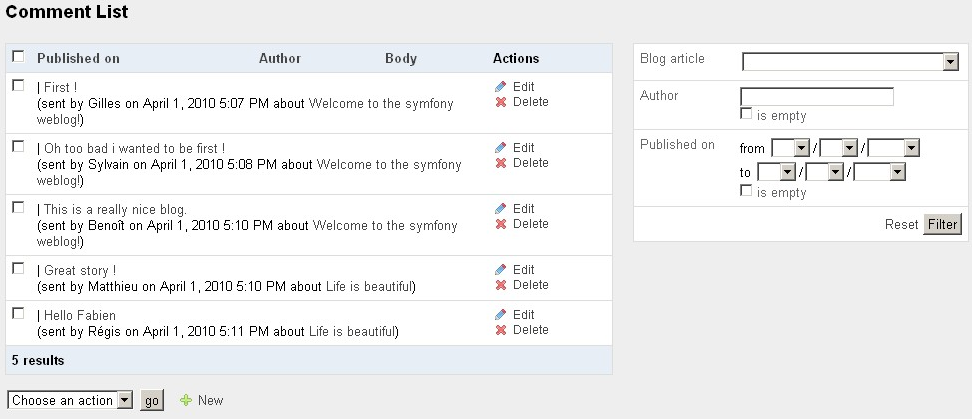 Comment List
Published on Author Body Actions
| First !
(sent by Gilles on April 1, 2010 5:07 PM about Welcome to the symfony
weblog!)
Edit
Delete
| Oh too bad i wanted to be first !
(sent by Sylvain on April 1, 2010 5:08 PM about Welcome to the symfony
weblog!)
Edit
Delete
| This is a really nice blog.
(sent by Benoît on April 1, 2010 5:10 PM about Welcome to the symfony
weblog!)
Edit
Delete
| Great story !
(sent by Matthieu on April 1, 2010 5:10 PM about Life is beautiful)
Edit
Delete
| Hello Fabien
(sent by Régis on April 1, 2010 5:11 PM about Life is beautiful)
Edit
Delete
5 results
Choose an action go New
Blog article
Author
is empty
Published on from / /
to / /
is empty
Reset Filter